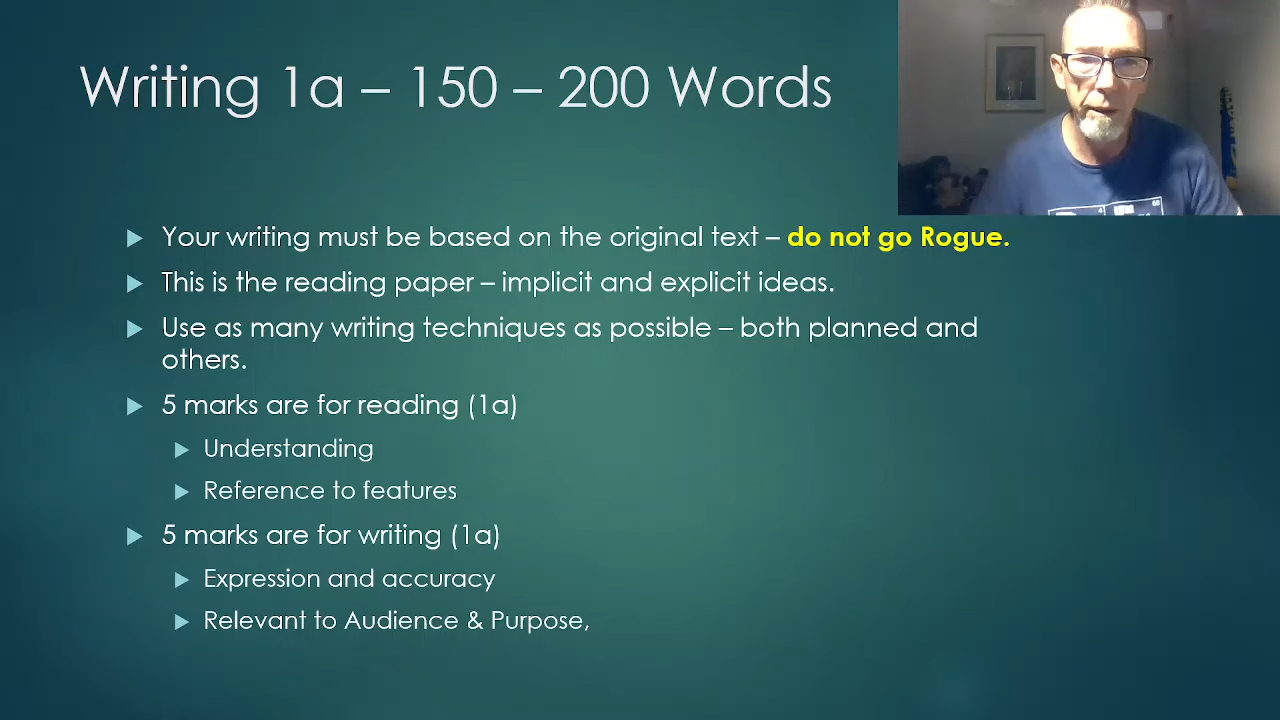 Writing 1a – 150 – 200 Words
Your writing must be based on the original text – do not go Rogue.
This is the reading paper – implicit and explicit ideas.
Use as many writing techniques as possible – both planned and
others.
5 marks are for reading (1a)
Understanding
Reference to features
5 marks are for writing (1a)
Expression and accuracy
Relevant to Audience & Purpose,